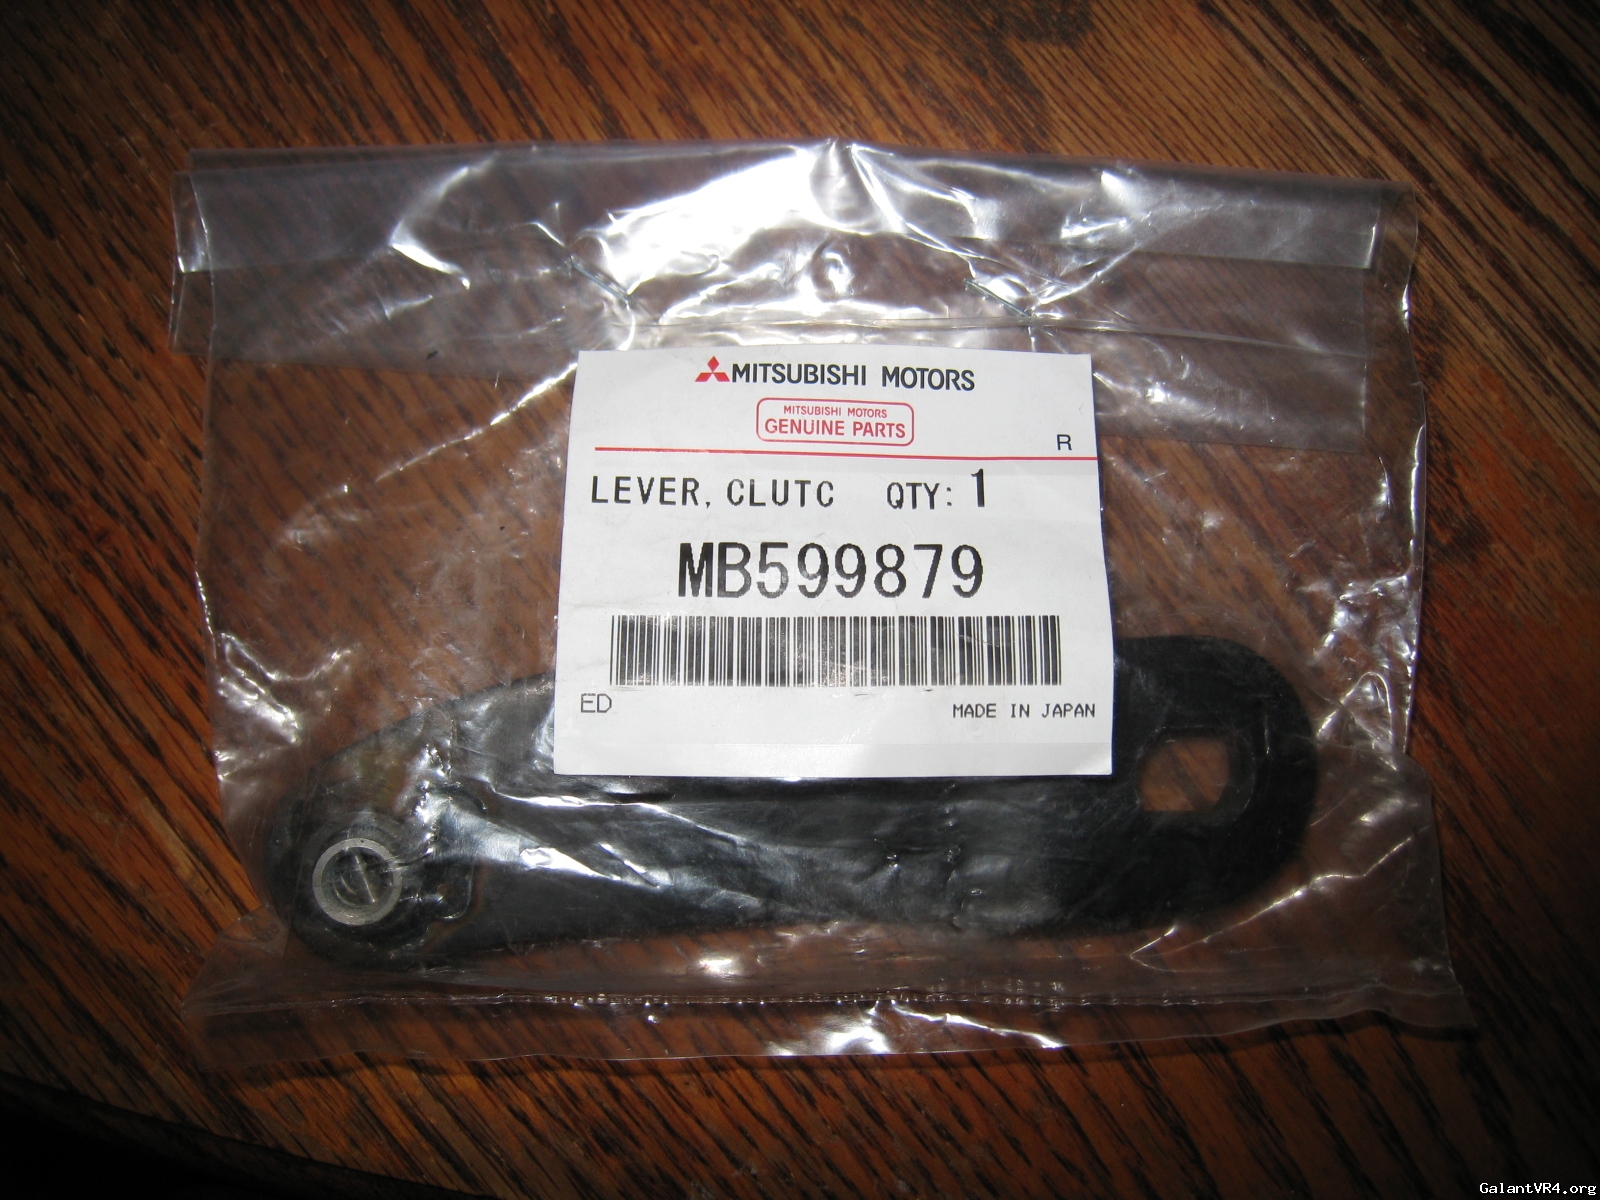 MITSUBISHI MOTORS
MITSUBISHI MOTORS
GENUINE PARTS
R
LEVER, CLUTC QTY: 1
MB599879
ED MADE IN JAPAN
GalantVR4.org